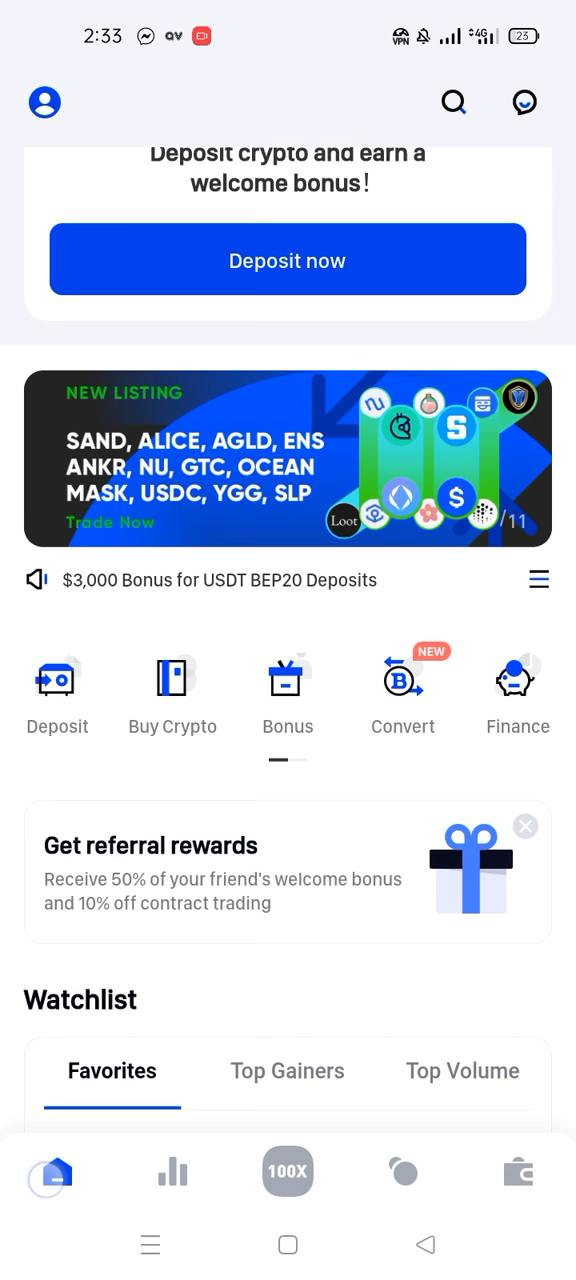 2:33
VPN
4G
23
Deposit crypto and earn a
welcome bonus!
Deposit now
NEW LISTING
SAND, ALICE, AGLD, ENS
ANKR, NU, GTC, OCEAN
MASK, USDC, YGG, SLP
Trade Now
Loot
/11
$3,000 Bonus for USDT BEP20 Deposits
NEW
Deposit
Buy Crypto
Bonus
Convert
Finance
Get referral rewards
Receive 50% of your friend's welcome bonus
and 10% off contract trading
Watchlist
Favorites
Top Gainers
Top Volume
100X